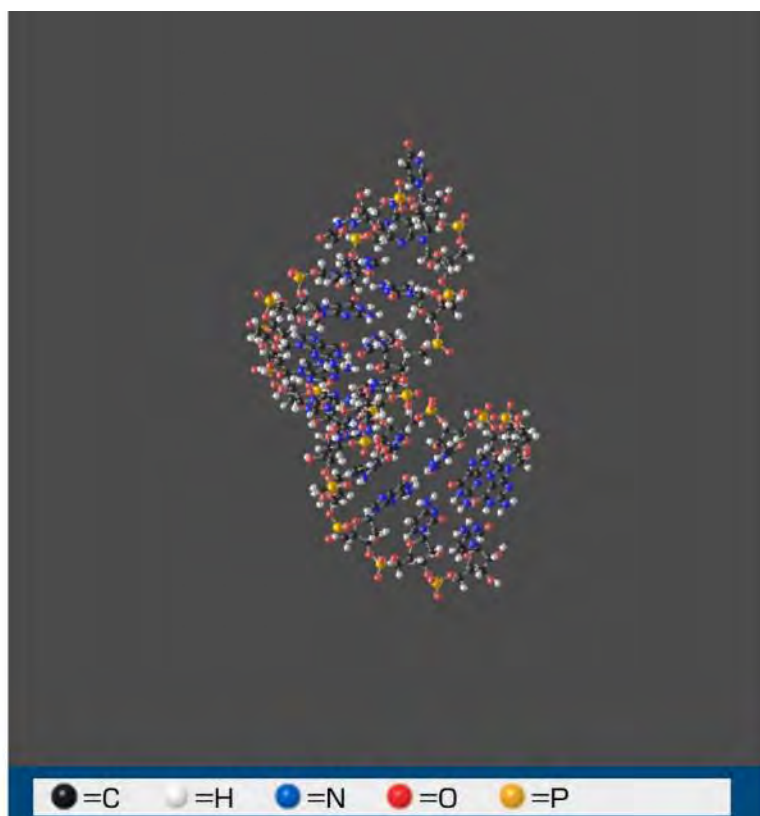 =C =H =N =O =P